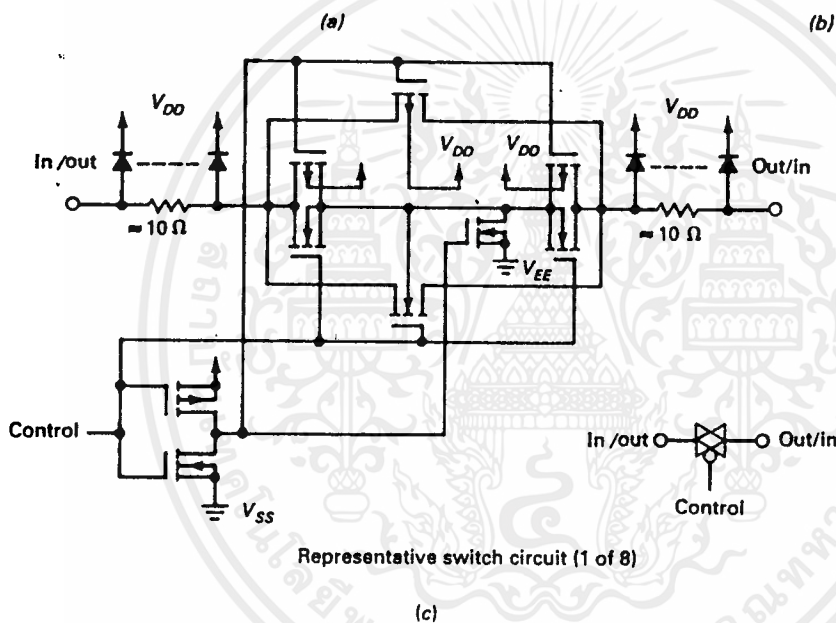 (a)
(b)
V_DD
V_DD
V_DD
V_DD
In /out
Out/in
≈ 10 Ω
≈ 10 Ω
V_EE
Control
V_SS
In /out
Out/in
Control
Representative switch circuit (1 of 8)
(c)